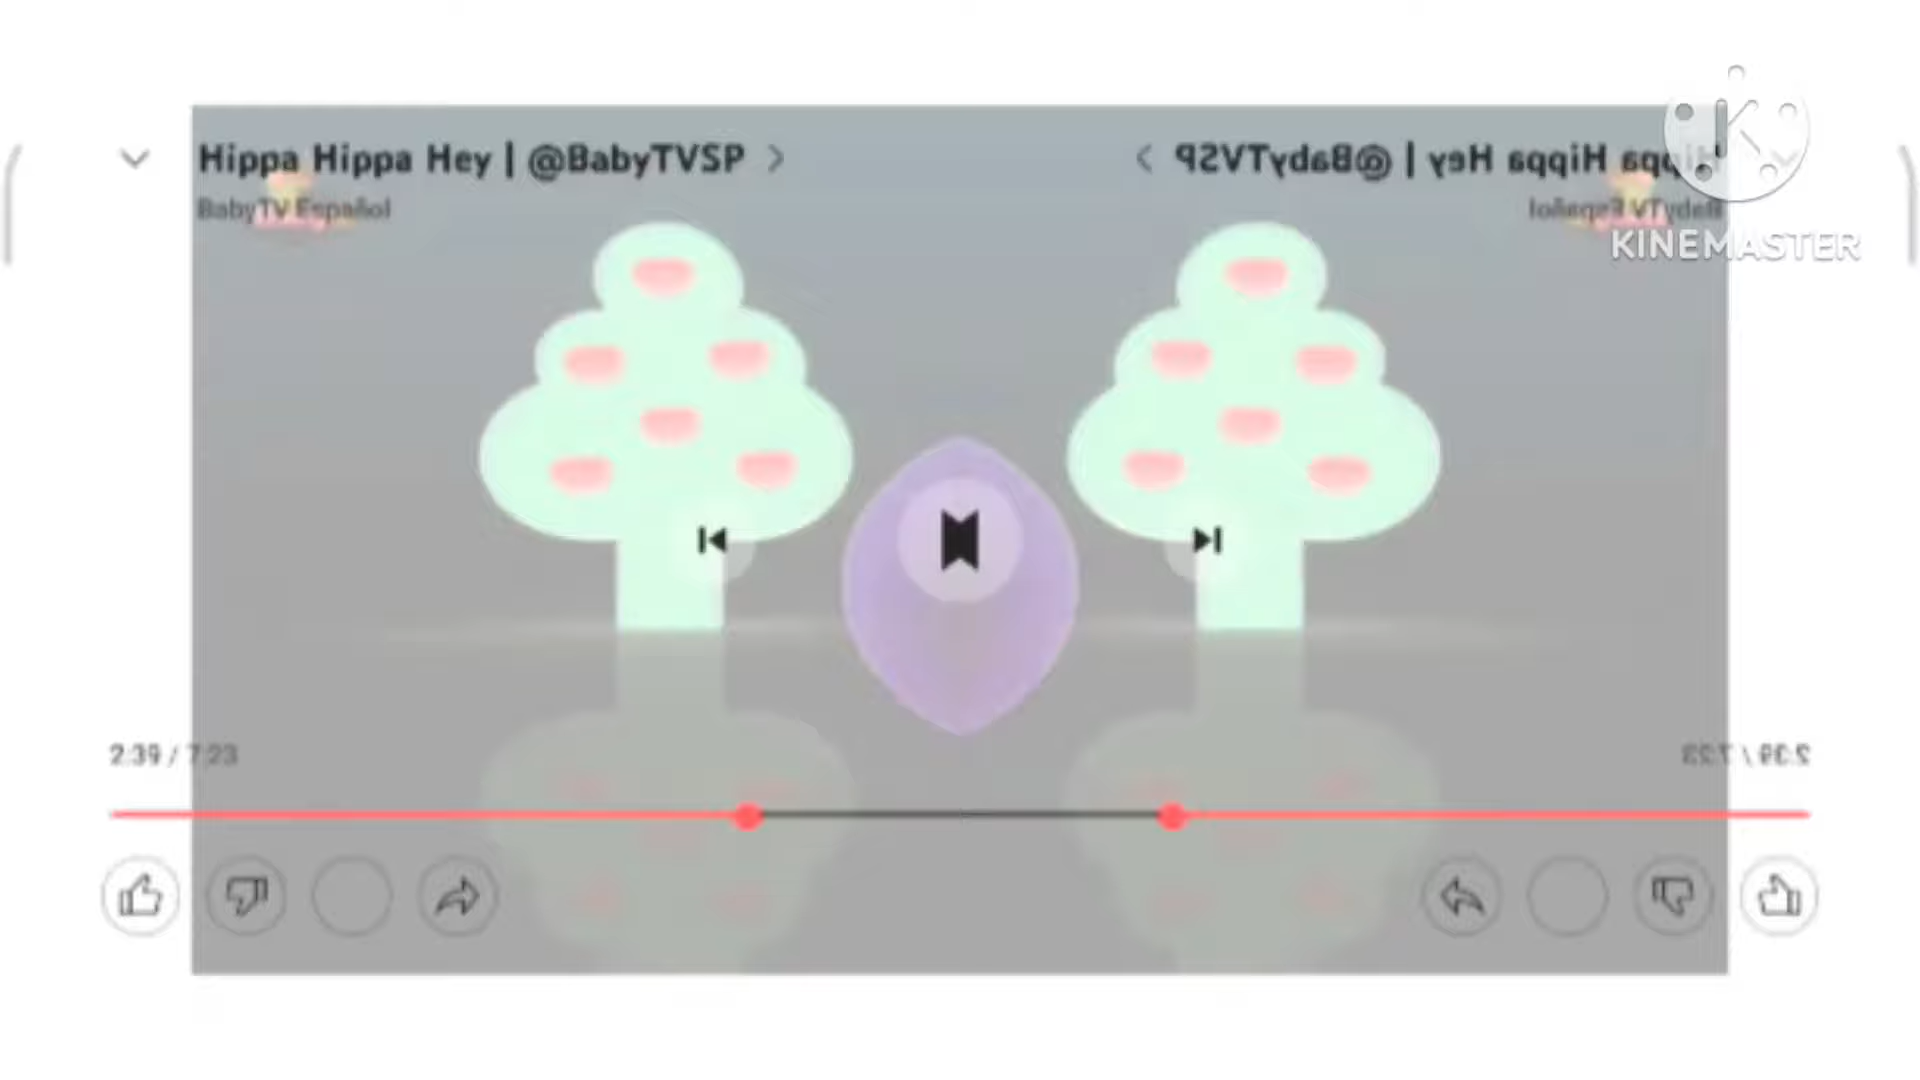 Hippa Hippa Hey | @BabyTVSP
BabyTV Español
Hippa Hippa Hey | @BabyTVSP
BabyTV Español
KINEMASTER
2:39 / 7:23
2:39 / 7:23